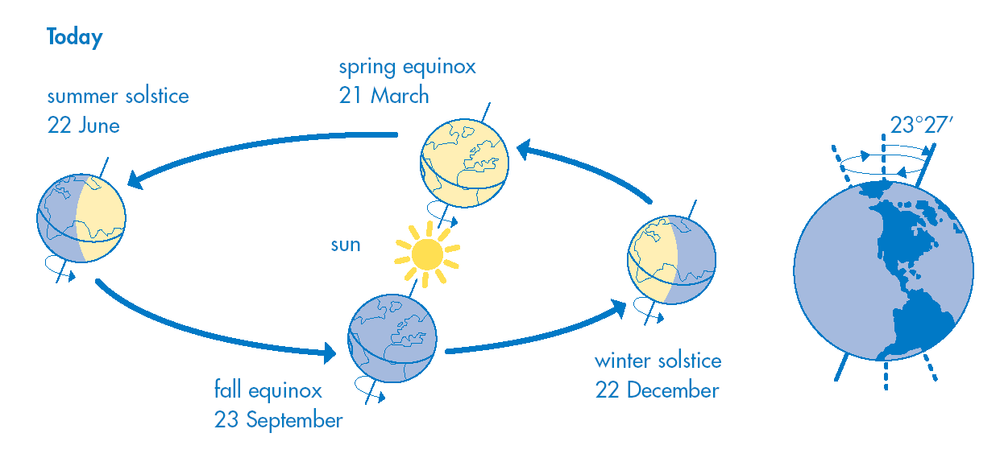 Today
spring equinox
21 March
summer solstice
22 June
23°27′
sun
winter solstice
22 December
fall equinox
23 September